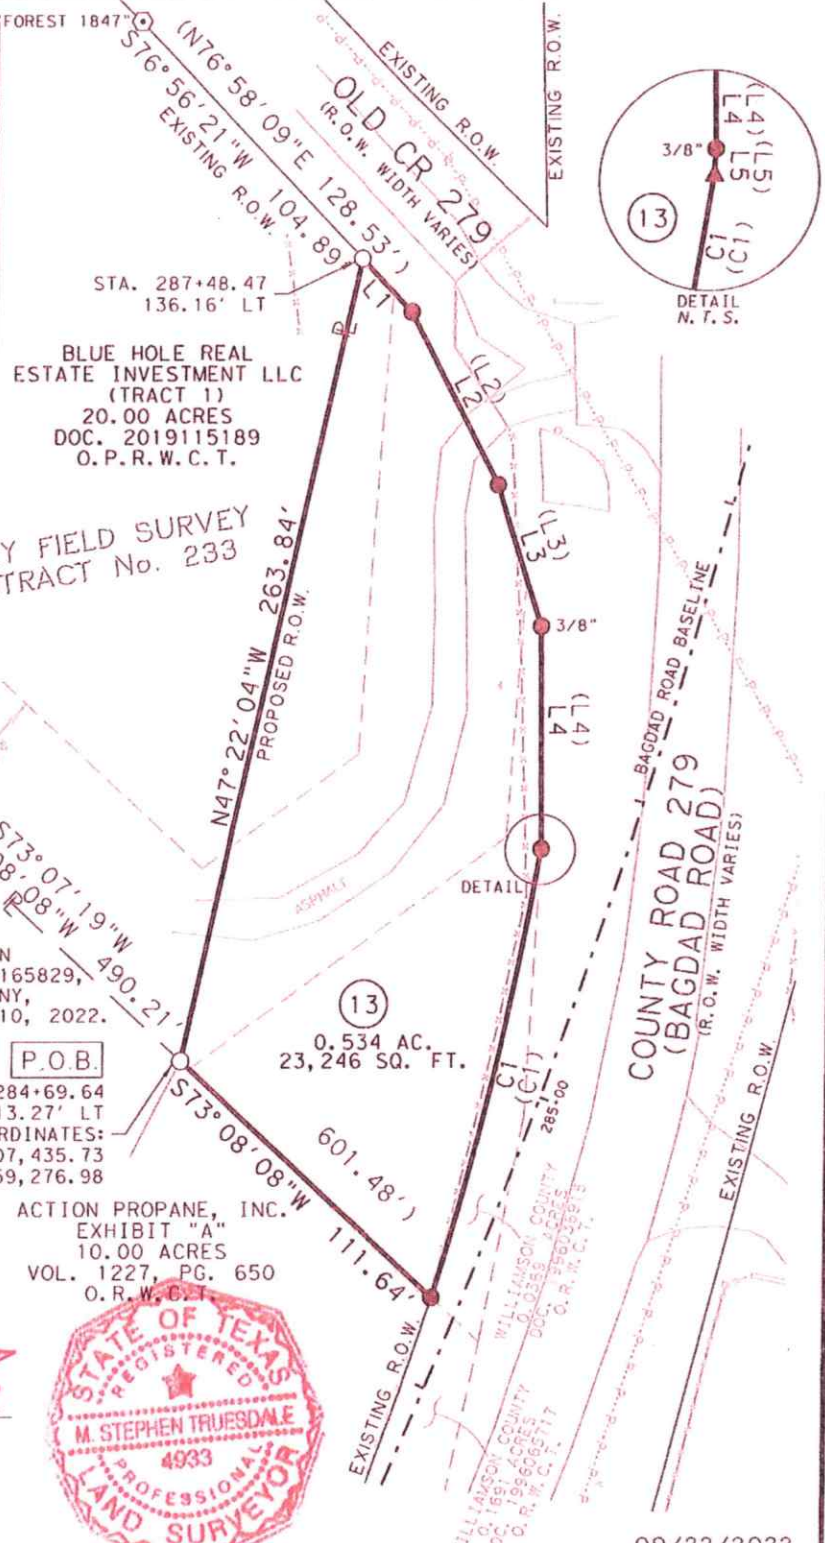 FOREST 1847"
(N76°58'09"E 128.53')
S76°56'21"W 104.89'
EXISTING R.O.W.
EXISTING R.O.W.
EXISTING R.O.W.
OLD CR 279
(R.O.W. WIDTH VARIES)
(L4)(L5)
L4 L5
3/8"
13
C1
(C1)
DETAIL
N.T.S.
STA. 287+48.47
136.16' LT
L1
BLUE HOLE REAL
ESTATE INVESTMENT LLC
(TRACT 1)
20.00 ACRES
DOC. 2019115189
O.P.R.W.C.T.
(L2)
L2
(L3)
L3
Y FIELD SURVEY
TRACT No. 233
N47°22'04"W 263.84'
PROPOSED R.O.W.
3/8"
(L4)
L4
BAGDAD ROAD BASELINE
COUNTY ROAD 279
(BAGDAD ROAD)
(R.O.W. WIDTH VARIES)
DETAIL
ASPHALT
S73°07'19"W
08'08"W 490.21'
N
165829,
NY,
10, 2022.
13
0.534 AC.
23,246 SQ. FT.
P.O.B.
284+69.64
13.27' LT
RDINATES:
07,435.73
59,276.98
C1
(C1)
285+00
S73°08'08"W 111.64'
601.48')
EXISTING R.O.W.
ACTION PROPANE, INC.
EXHIBIT "A"
10.00 ACRES
VOL. 1227, PG. 650
O.R.W.C.T.
WILLIAMSON COUNTY
ACRES
O.R.W.C.T.
EXISTING R.O.W.
ILLIAMSON COUNTY
ACRES
O.R.W.C.T.
STATE OF TEXAS
REGISTERED
M. STEPHEN TRUESDALE
4933
PROFESSIONAL
LAND SURVEYOR